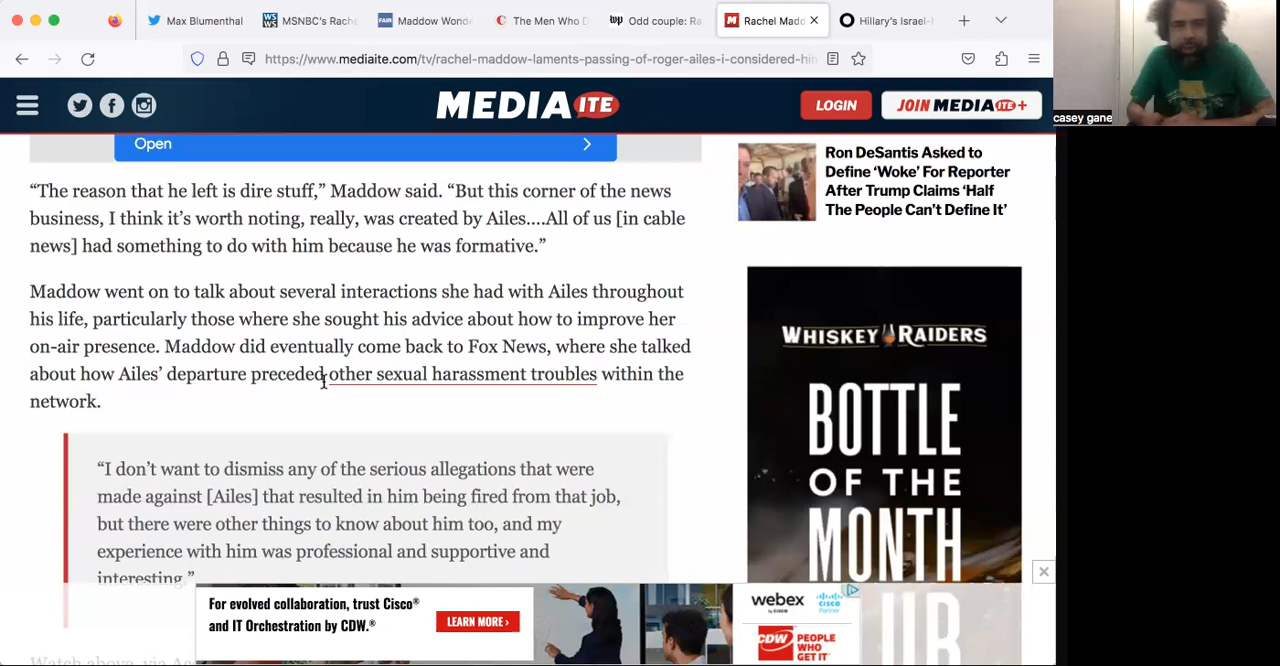 Max Blumenthal
MSNBC's Rache
Maddow Wonde
The Men Who D
Odd couple: Ra
Rachel Madd
Hillary's Israel-
https://www.mediaite.com/tv/rachel-maddow-laments-passing-of-roger-ailes-i-considered-him
casey gane
MEDIAITE
LOGIN
JOIN MEDIAITE+
Open
“The reason that he left is dire stuff,” Maddow said. “But this corner of the news
business, I think it’s worth noting, really, was created by Ailes....All of us [in cable
news] had something to do with him because he was formative.”
Maddow went on to talk about several interactions she had with Ailes throughout
his life, particularly those where she sought his advice about how to improve her
on-air presence. Maddow did eventually come back to Fox News, where she talked
about how Ailes’ departure preceded other sexual harassment troubles within the
network.
“I don’t want to dismiss any of the serious allegations that were
made against [Ailes] that resulted in him being fired from that job,
but there were other things to know about him too, and my
experience with him was professional and supportive and
interesting.”
Ron DeSantis Asked to
Define ‘Woke’ For Reporter
After Trump Claims ‘Half
The People Can’t Define It’
WHISKEY RAIDERS
BOTTLE
OF THE
MONTH
UB
For evolved collaboration, trust Cisco®
and IT Orchestration by CDW.®
LEARN MORE ›
webex
by CISCO
CISCO
Partner
CDW
PEOPLE
WHO
GET IT
Watch above, via